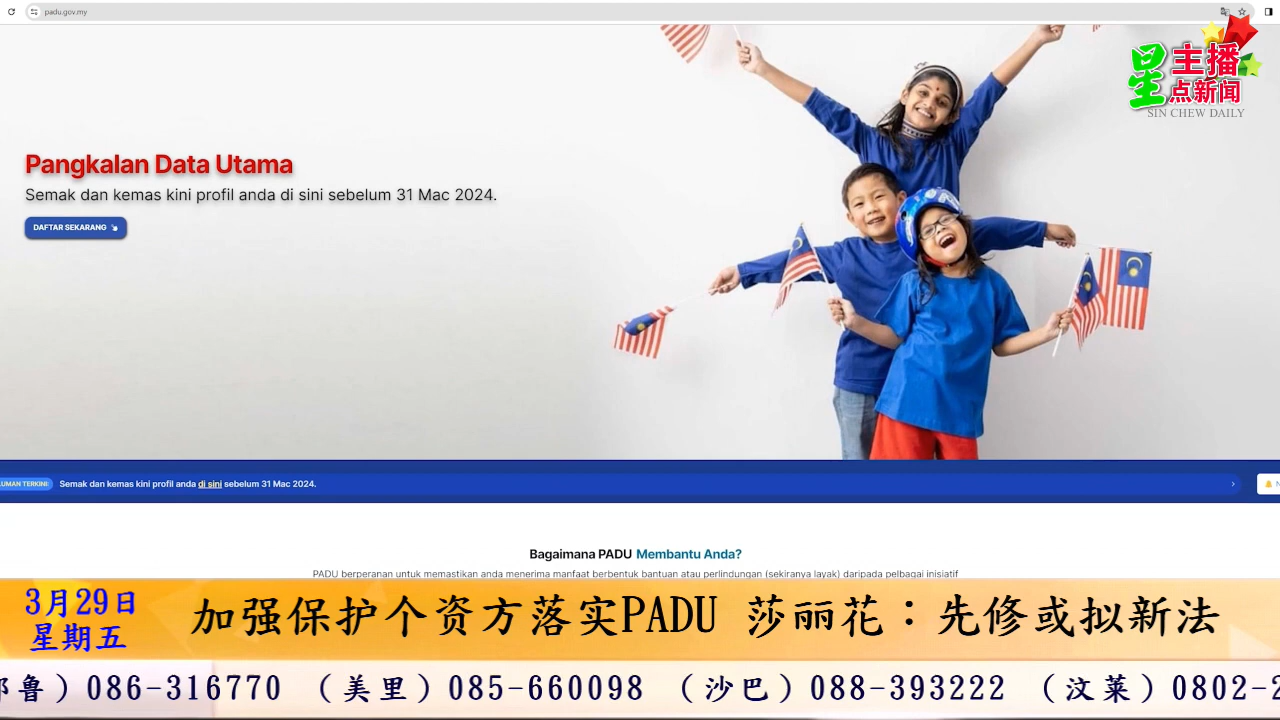 padu.gov.my
星
主播
点新闻
SIN CHEW DAILY
Pangkalan Data Utama
Semak dan kemas kini profil anda di sini sebelum 31 Mac 2024.
DAFTAR SEKARANG
UMAN TERKINI Semak dan kemas kini profil anda di sini sebelum 31 Mac 2024.
Bagaimana PADU Membantu Anda?
PADU berperanan untuk memastikan anda menerima manfaat berbentuk bantuan atau perlindungan (sekiranya layak) daripada pelbagai inisiatif
3月29日
星期五
加强保护个资方落实PADU 莎丽花：先修或拟新法
鲁）086-316770 （美里）085-660098 （沙巴）088-393222 （汶莱）0802-2